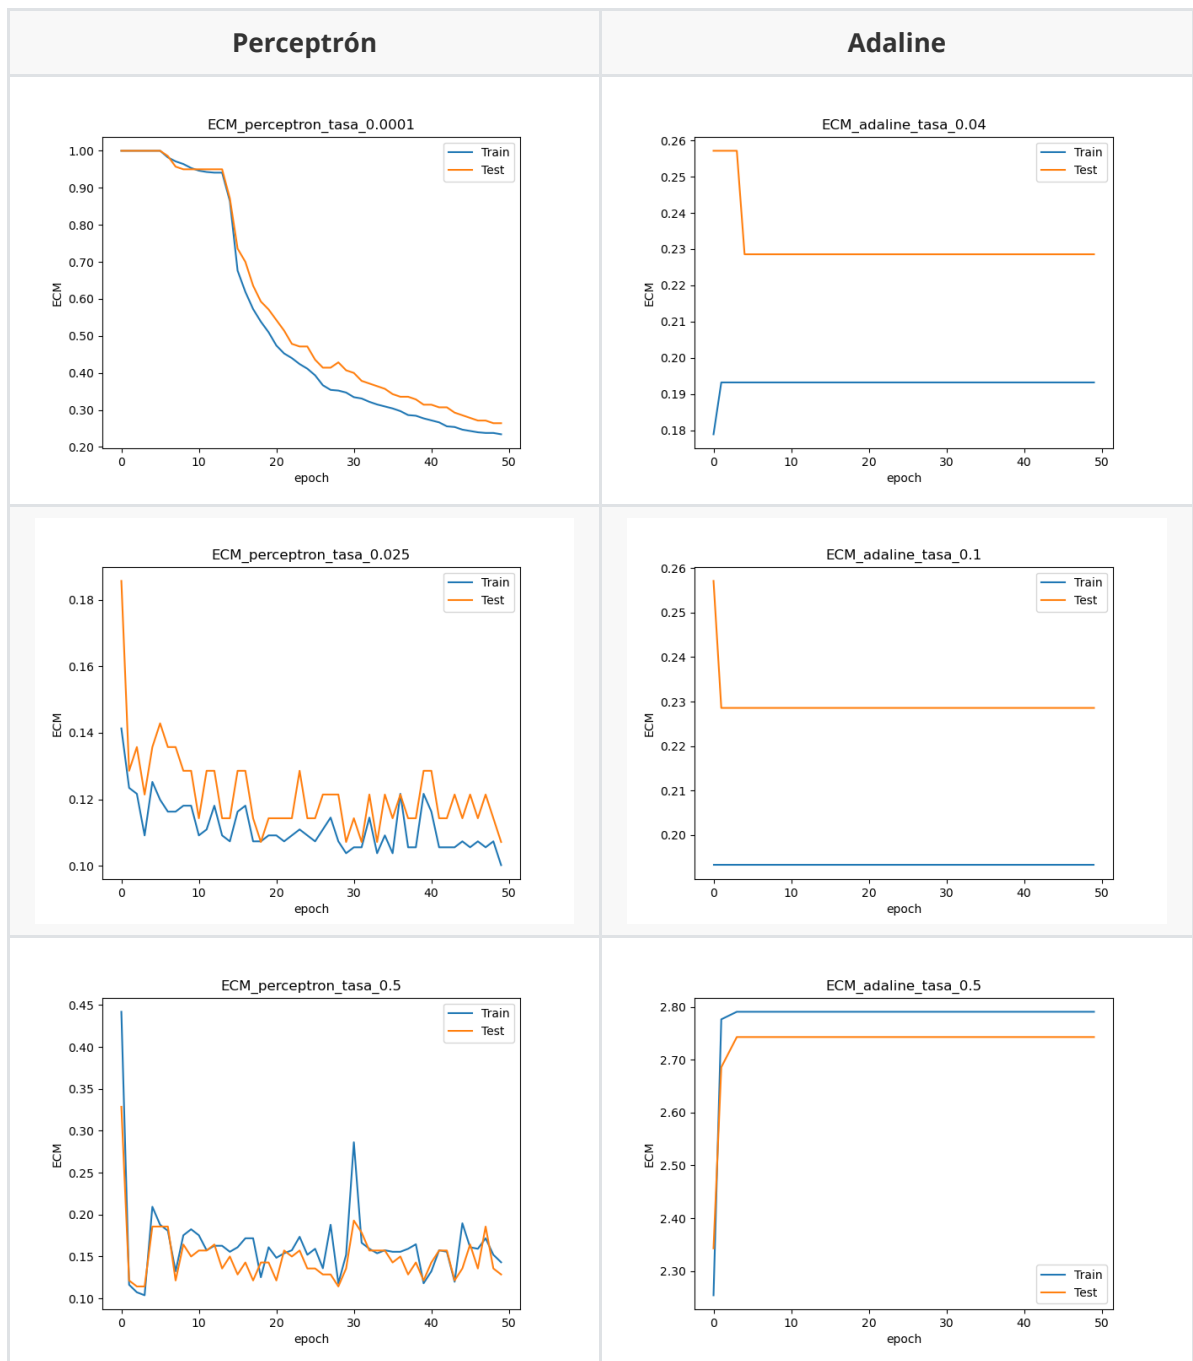 Perceptrón
Adaline
ECM_perceptron_tasa_0.0001
1.00
0.90
0.80
0.70
0.60
0.50
0.40
0.30
0.20
ECM
0 10 20 30 40 50
epoch
Train
Test
ECM_adaline_tasa_0.04
0.26
0.25
0.24
0.23
0.22
0.21
0.20
0.19
0.18
ECM
0 10 20 30 40 50
epoch
Train
Test
ECM_perceptron_tasa_0.025
0.18
0.16
0.14
0.12
0.10
ECM
0 10 20 30 40 50
epoch
Train
Test
ECM_adaline_tasa_0.1
0.26
0.25
0.24
0.23
0.22
0.21
0.20
ECM
0 10 20 30 40 50
epoch
Train
Test
ECM_perceptron_tasa_0.5
0.45
0.40
0.35
0.30
0.25
0.20
0.15
0.10
ECM
0 10 20 30 40 50
epoch
Train
Test
ECM_adaline_tasa_0.5
2.80
2.70
2.60
2.50
2.40
2.30
ECM
0 10 20 30 40 50
epoch
Train
Test